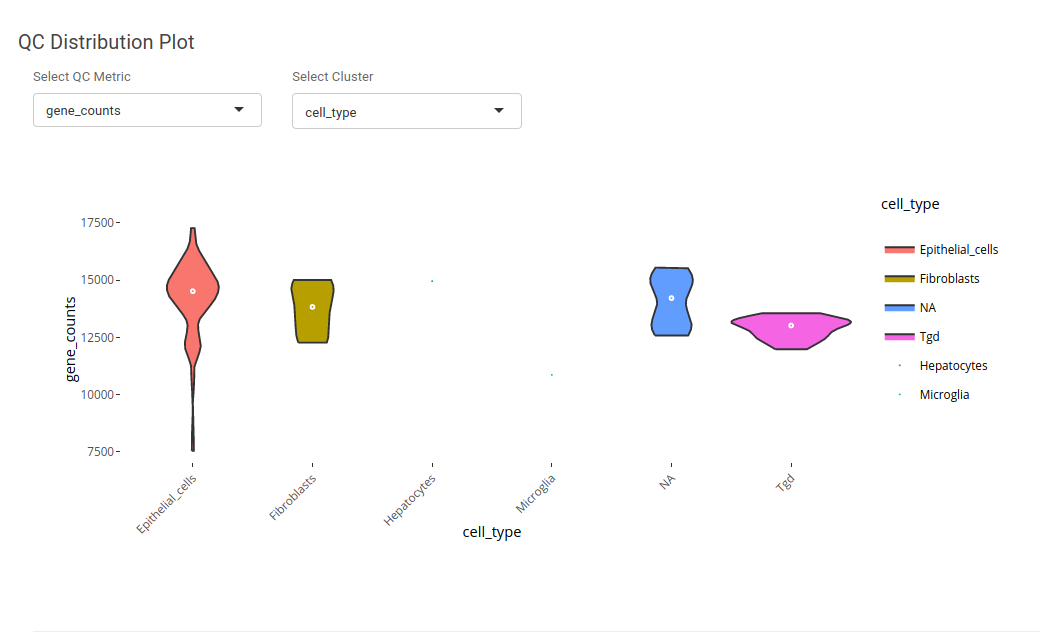 QC Distribution Plot
Select QC Metric
Select Cluster
gene_counts
cell_type
cell_type
Epithelial_cells
Fibroblasts
NA
Tgd
Hepatocytes
Microglia
gene_counts
17500
15000
12500
10000
7500
Epithelial_cells
Fibroblasts
Hepatocytes
Microglia
NA
Tgd
cell_type